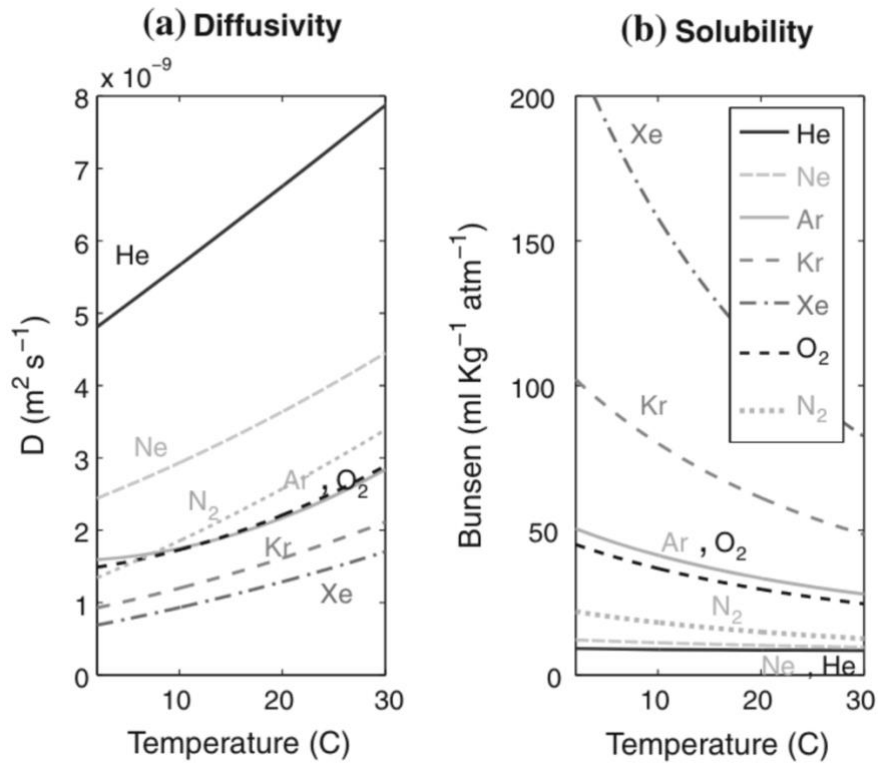 (a) Diffusivity
x 10⁻⁹
8
7
6
5
4
3
2
1
0
D (m² s⁻¹)
He
Ne
N₂
Ar , O₂
Kr
Xe
10
20
30
Temperature (C)
(b) Solubility
200
150
100
50
0
Bunsen (ml Kg⁻¹ atm⁻¹)
Xe
Kr
Ar , O₂
N₂
Ne , He
He
Ne
Ar
Kr
Xe
O₂
N₂
10
20
30
Temperature (C)